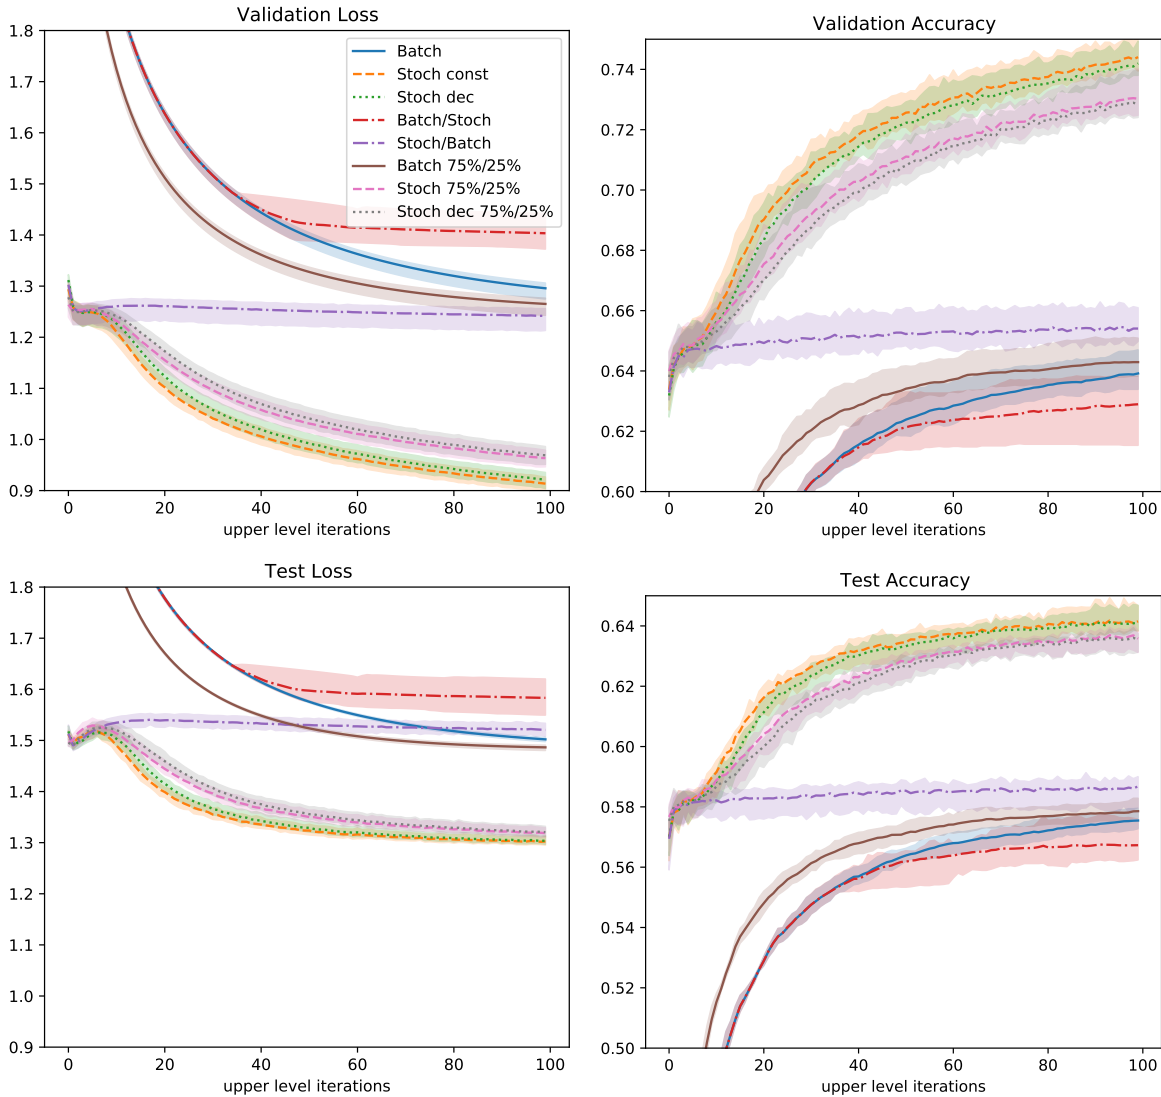 Validation Loss
1.8
1.7
1.6
1.5
1.4
1.3
1.2
1.1
1.0
0.9
0 20 40 60 80 100
upper level iterations
Batch
Stoch const
Stoch dec
Batch/Stoch
Stoch/Batch
Batch 75%/25%
Stoch 75%/25%
Stoch dec 75%/25%
Validation Accuracy
0.74
0.72
0.70
0.68
0.66
0.64
0.62
0.60
0 20 40 60 80 100
upper level iterations
Test Loss
1.8
1.7
1.6
1.5
1.4
1.3
1.2
1.1
1.0
0.9
0 20 40 60 80 100
upper level iterations
Test Accuracy
0.64
0.62
0.60
0.58
0.56
0.54
0.52
0.50
0 20 40 60 80 100
upper level iterations